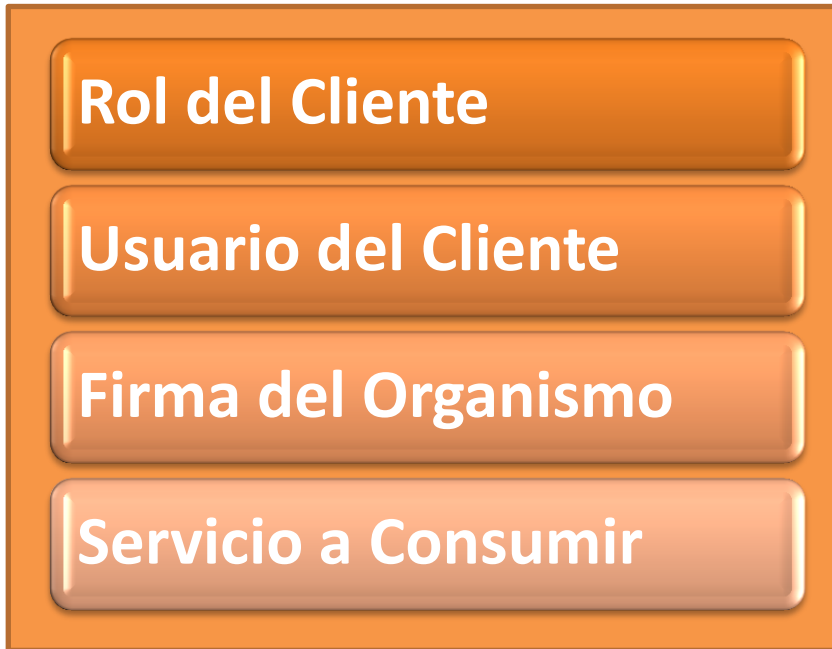 Rol del Cliente
Usuario del Cliente
Firma del Organismo
Servicio a Consumir